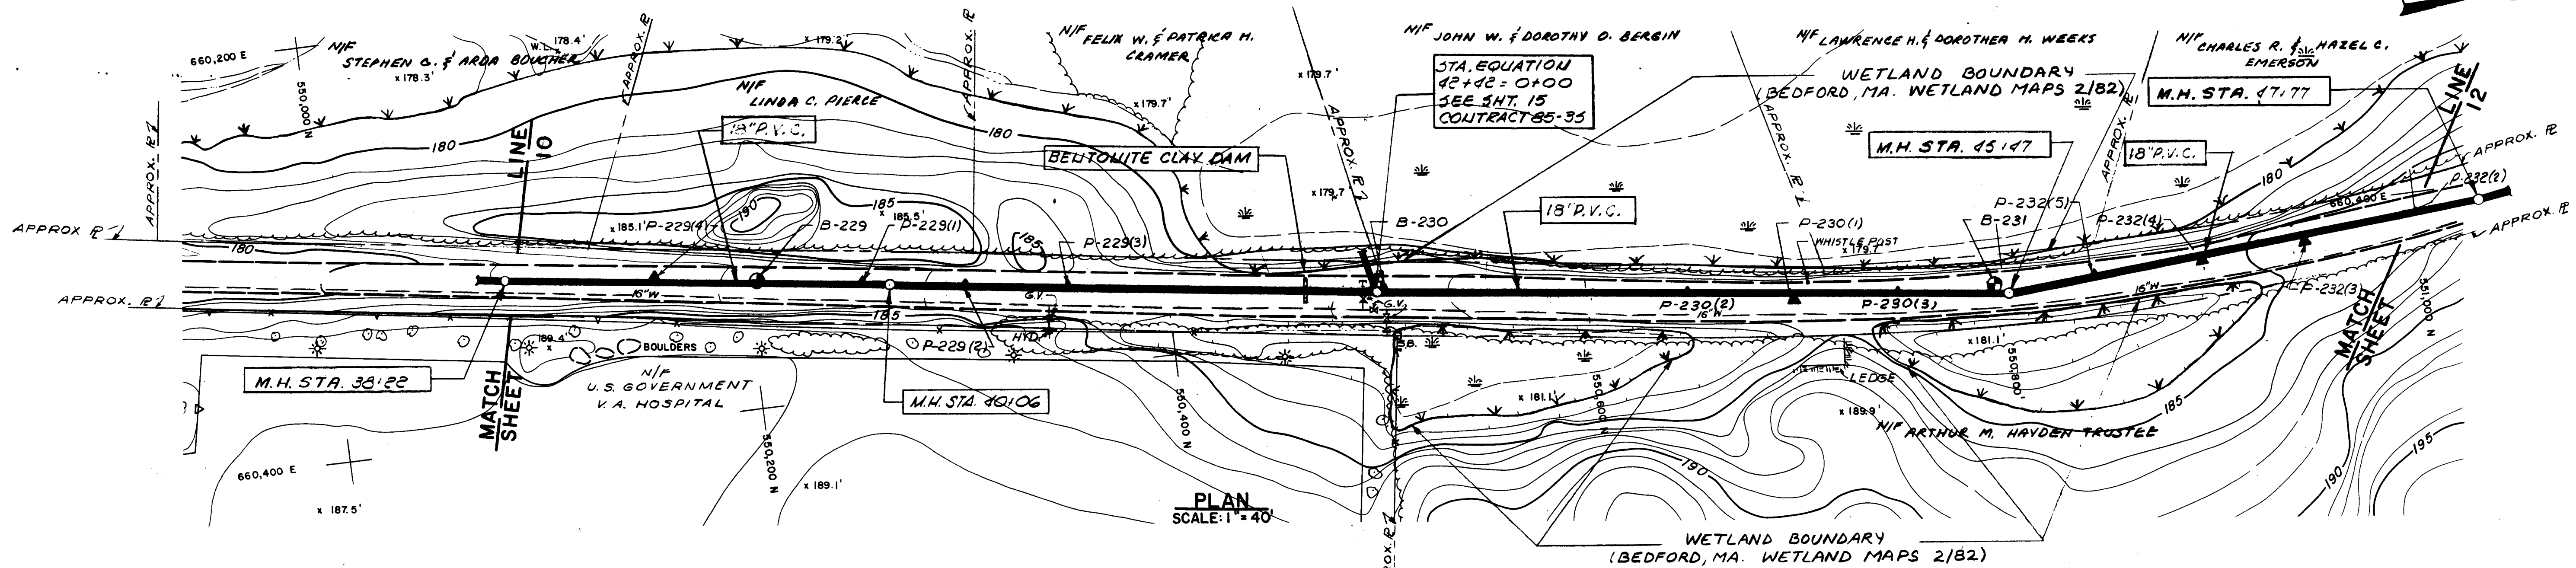 660,200 E
550,000 N
N/F
STEPHEN G. & ARDA BOUCHER
W.L. 178.4'
x 178.3'
APPROX. ⅊
x 179.2'
APPROX. ⅊
N/F FELIX W. & PATRICA M.
CRAMER
x 179.7'
x 179.7'
N/F JOHN W. & DOROTHY O. BERGIN
STA. EQUATION
42+42 = 0+00
SEE SHT. 15
CONTRACT 85-35
N/F LAWRENCE H. & DOROTHEA M. WEEKS
WETLAND BOUNDARY
(BEDFORD, MA. WETLAND MAPS 2/82)
N/F CHARLES R. & HAZEL C.
EMERSON
M.H. STA. 47+77
LINE
12
N/F
LINDA C. PIERCE
APPROX. ⅊
180
LINE
10
18" P.V.C.
180
BENTONITE CLAY DAM
APPROX. ⅊
x 179.7
APPROX. ⅊
M.H. STA. 45+47
APPROX. ⅊
18" P.V.C.
180
APPROX. ⅊
P-232(2)
APPROX. ⅊
180
x 185.1'
P-229(4)
190
185
x 185.5'
B-229
P-229(1)
185
P-229(3)
B-230
18" P.V.C.
P-230(1)
WHISTLE POST
x 179.7'
B-231
P-232(5)
P-232(4)
660,400 E
APPROX. ⅊
APPROX. ⅊
16"W
185
G.V.
G.V.
P-230(2)
16"W
P-230(3)
16"W
P-232(3)
551,000 N
189.4'
x
BOULDERS
P-229(2)
HYD.
C.B.
M.H. STA. 38+22
MATCH
SHEET
N/F
U.S. GOVERNMENT
V.A. HOSPITAL
M.H. STA. 40+06
550,400 N
550,200 N
x 181.1
550,600 N
LEDGE
x 181.1'
550,800'
x 189.9'
185
MATCH
SHEET
N/F ARTHUR M. HAYDEN TRUSTEE
190
190
195
660,400 E
x 187.5'
x 189.1'
PLAN
SCALE: 1" = 40'
WETLAND BOUNDARY
(BEDFORD, MA. WETLAND MAPS 2/82)